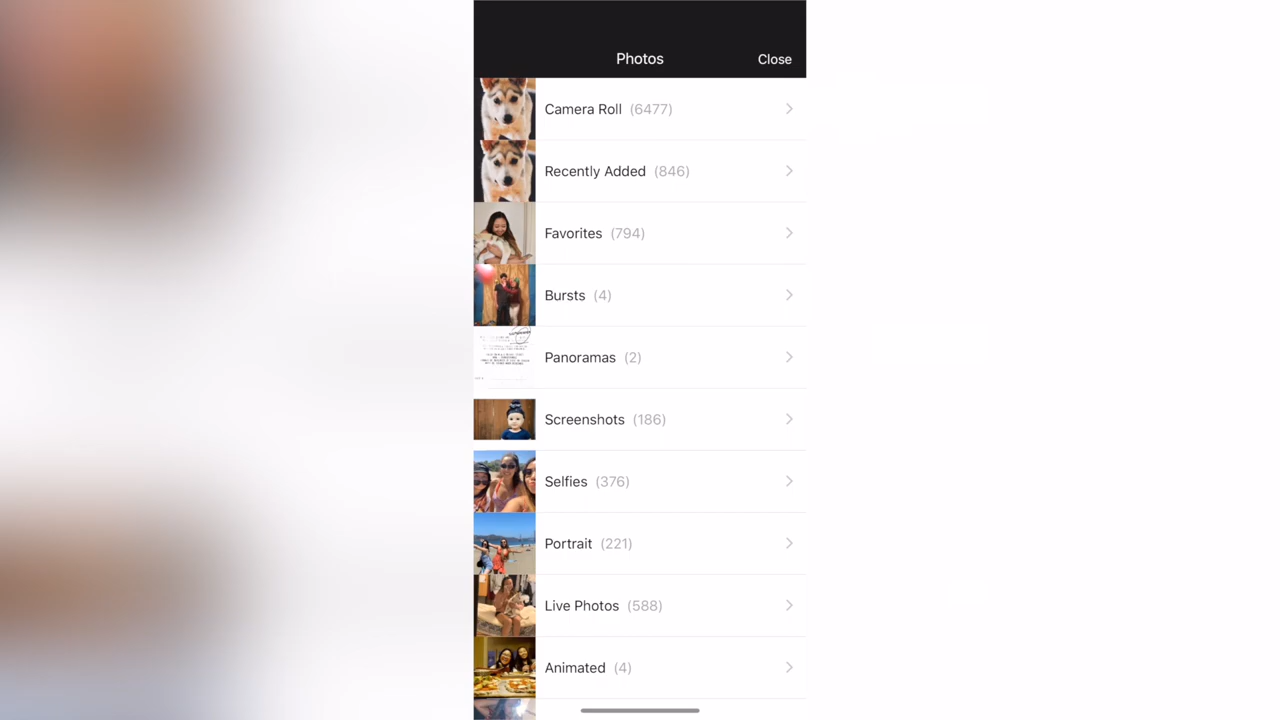 Photos
Close
Camera Roll (6477)
Recently Added (846)
Favorites (794)
Bursts (4)
Panoramas (2)
Screenshots (186)
Selfies (376)
Portrait (221)
Live Photos (588)
Animated (4)